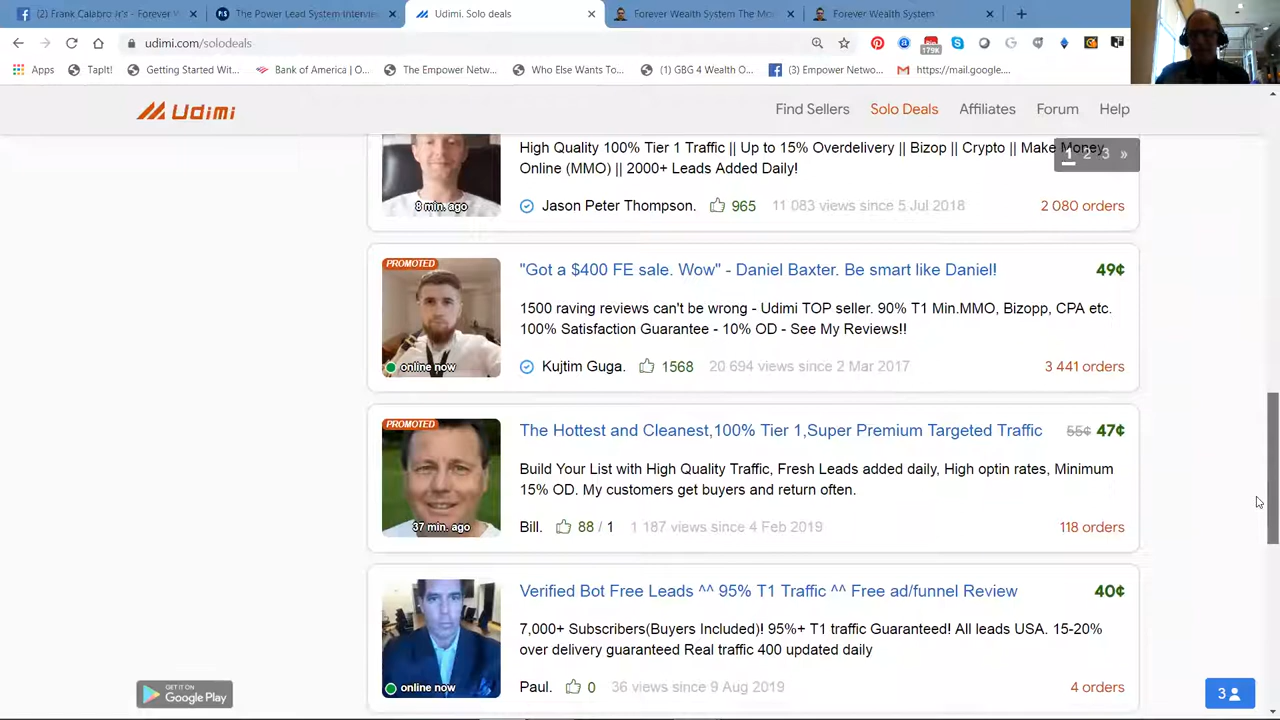 (2) Frank Calabro Jr's - Forever
The Power Lead System Interview
Udimi. Solo deals
Forever Wealth System The Mo
Forever Wealth System
udimi.com/solodeals
179K
Apps
TapIt!
Getting Started Wit...
Bank of America | O...
The Empower Netw...
Who Else Wants To...
(1) GBG 4 Wealth O...
(3) Empower Netwo...
https://mail.google....
Udimi
Find Sellers
Solo Deals
Affiliates
Forum
Help
High Quality 100% Tier 1 Traffic || Up to 15% Overdelivery || Bizop || Crypto || Make Money
1 2 3 »
Online (MMO) || 2000+ Leads Added Daily!
8 min. ago
Jason Peter Thompson.
965
11 083 views since 5 Jul 2018
2 080 orders
PROMOTED
"Got a $400 FE sale. Wow" - Daniel Baxter. Be smart like Daniel!
49¢
1500 raving reviews can't be wrong - Udimi TOP seller. 90% T1 Min.MMO, Bizopp, CPA etc.
100% Satisfaction Guarantee - 10% OD - See My Reviews!!
online now
Kujtim Guga.
1568
20 694 views since 2 Mar 2017
3 441 orders
PROMOTED
The Hottest and Cleanest,100% Tier 1,Super Premium Targeted Traffic
55¢ 47¢
Build Your List with High Quality Traffic, Fresh Leads added daily, High optin rates, Minimum
15% OD. My customers get buyers and return often.
37 min. ago
Bill.
88 / 1
1 187 views since 4 Feb 2019
118 orders
Verified Bot Free Leads ^^ 95% T1 Traffic ^^ Free ad/funnel Review
40¢
7,000+ Subscribers(Buyers Included)! 95%+ T1 traffic Guaranteed! All leads USA. 15-20%
over delivery guaranteed Real traffic 400 updated daily
online now
Paul.
0
36 views since 9 Aug 2019
4 orders
GET IT ON
Google Play
3